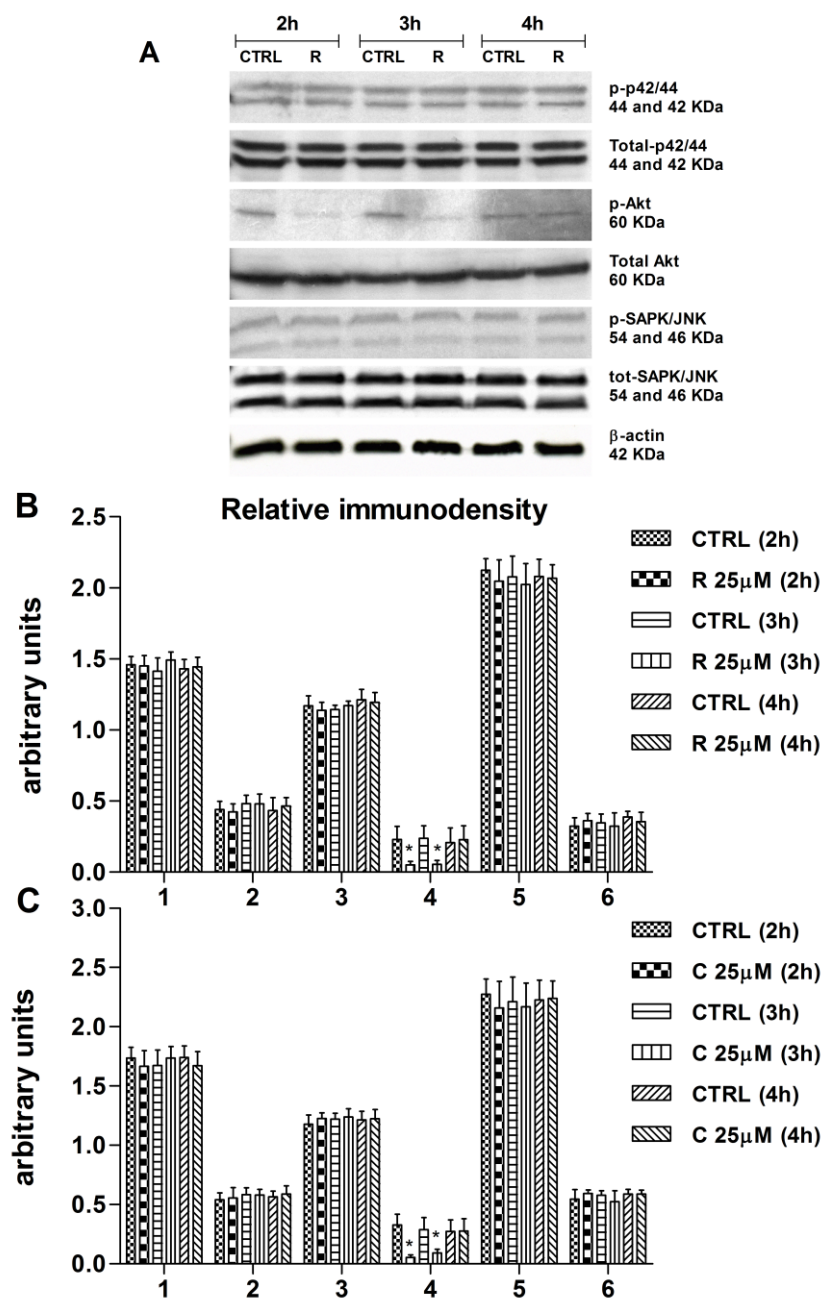 2h 3h 4h
A CTRL R CTRL R CTRL R
p-p42/44
44 and 42 KDa
Total-p42/44
44 and 42 KDa
p-Akt
60 KDa
Total Akt
60 KDa
p-SAPK/JNK
54 and 46 KDa
tot-SAPK/JNK
54 and 46 KDa
β-actin
42 KDa
B Relative immunodensity
arbitrary units
2.5
2.0
1.5
1.0
0.5
0.0
* *
1 2 3 4 5 6
CTRL (2h)
R 25μM (2h)
CTRL (3h)
R 25μM (3h)
CTRL (4h)
R 25μM (4h)
C
arbitrary units
3.0
2.5
2.0
1.5
1.0
0.5
0.0
* *
1 2 3 4 5 6
CTRL (2h)
C 25μM (2h)
CTRL (3h)
C 25μM (3h)
CTRL (4h)
C 25μM (4h)